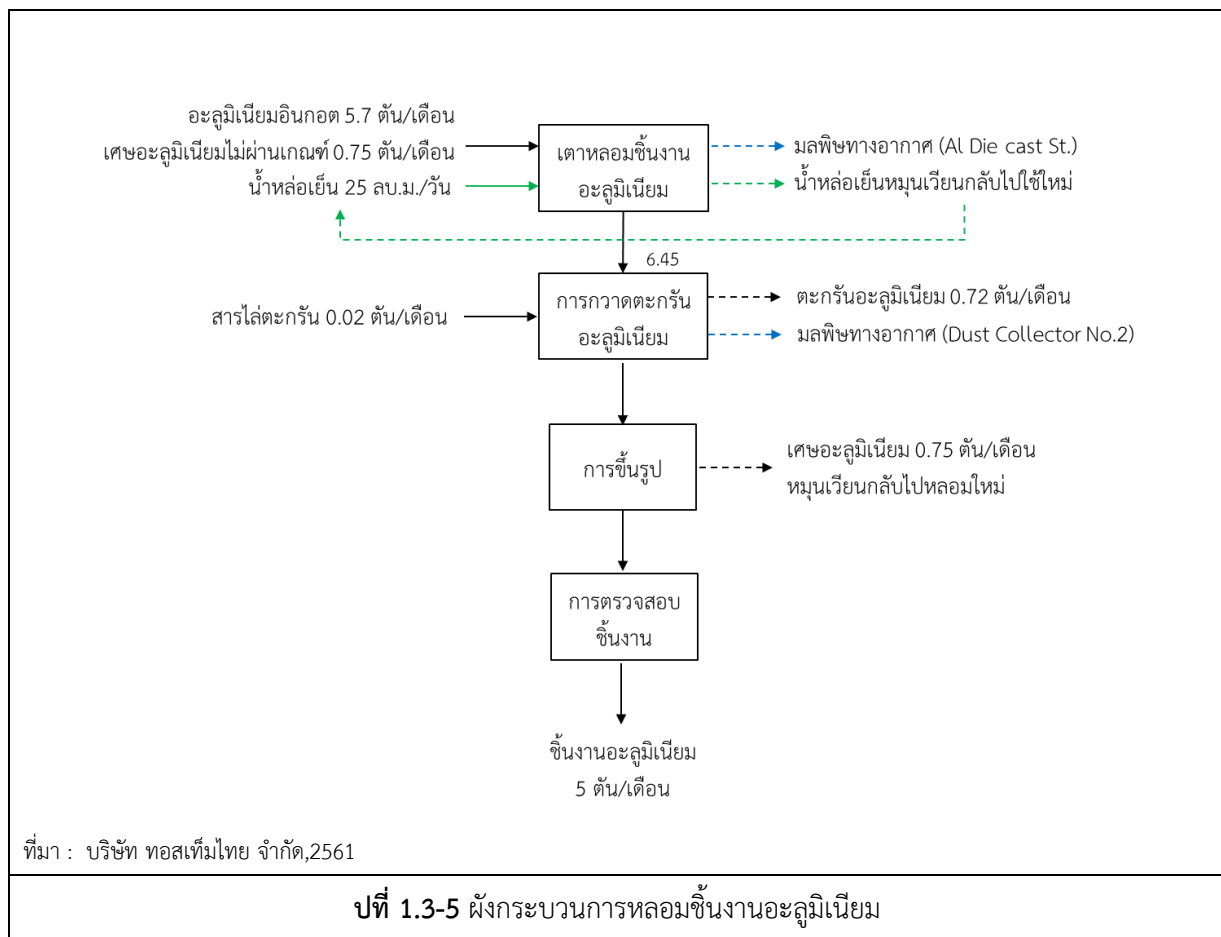 อะลูมิเนียมอินกอต 5.7 ตัน/เดือน
เศษอะลูมิเนียมไม่ผ่านเกณฑ์ 0.75 ตัน/เดือน
น้ำหล่อเย็น 25 ลบ.ม./วัน
เตาหลอมชิ้นงาน
อะลูมิเนียม
มลพิษทางอากาศ (Al Die cast St.)
น้ำหล่อเย็นหมุนเวียนกลับไปใช้ใหม่
6.45
สารไล่ตะกรัน 0.02 ตัน/เดือน
การกวาดตะกรัน
อะลูมิเนียม
ตะกรันอะลูมิเนียม 0.72 ตัน/เดือน
มลพิษทางอากาศ (Dust Collector No.2)
การขึ้นรูป
เศษอะลูมิเนียม 0.75 ตัน/เดือน
หมุนเวียนกลับไปหลอมใหม่
การตรวจสอบ
ชิ้นงาน
ชิ้นงานอะลูมิเนียม
5 ตัน/เดือน
ที่มา : บริษัท ทอสเท็มไทย จำกัด,2561
ปที่ 1.3-5 ผังกระบวนการหลอมชิ้นงานอะลูมิเนียม